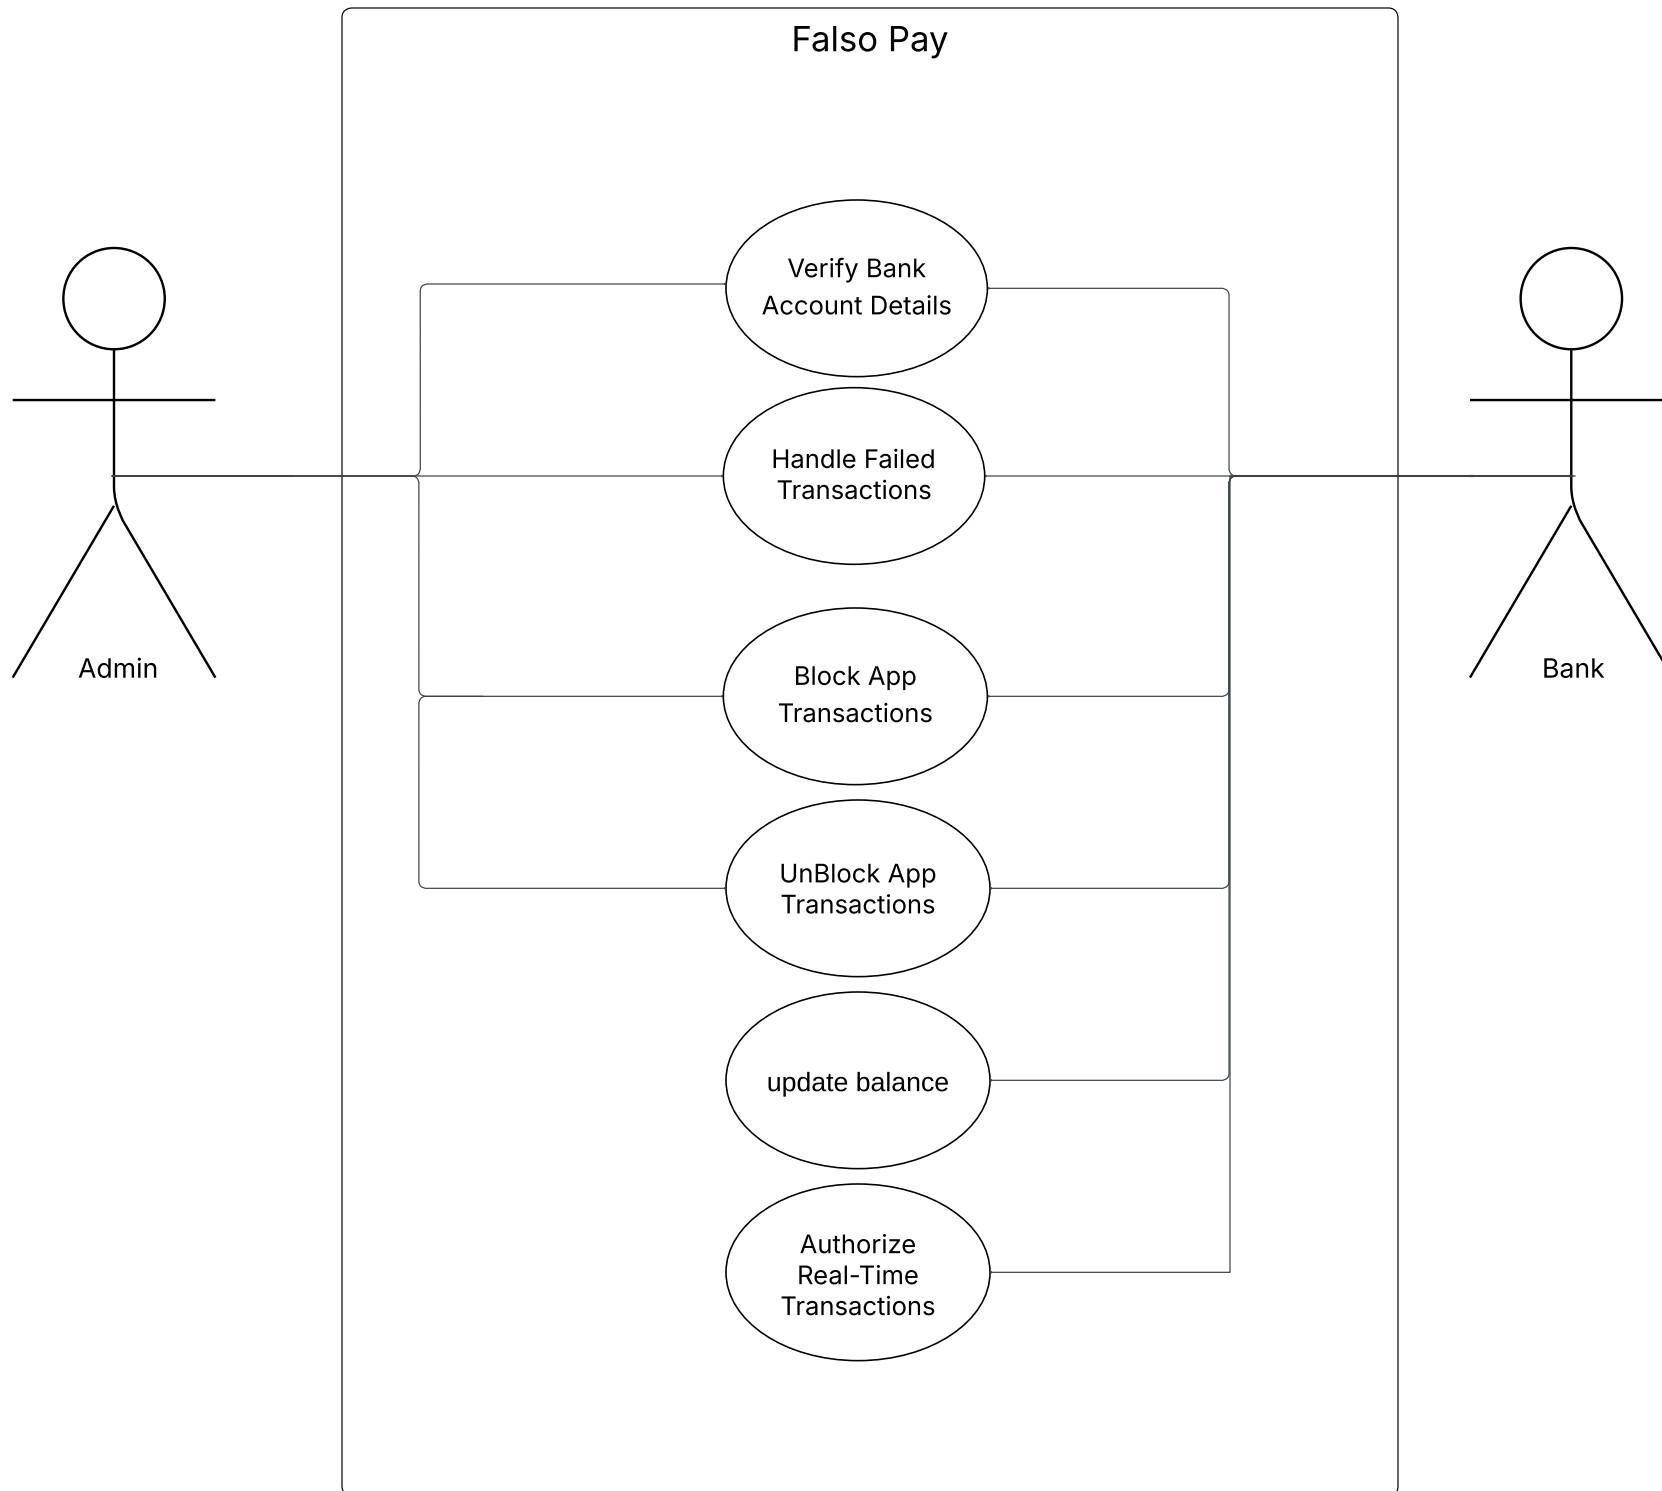 Falso Pay
Verify Bank
Account Details
Handle Failed
Transactions
Admin
Bank
Block App
Transactions
UnBlock App
Transactions
update balance
Authorize
Real-Time
Transactions